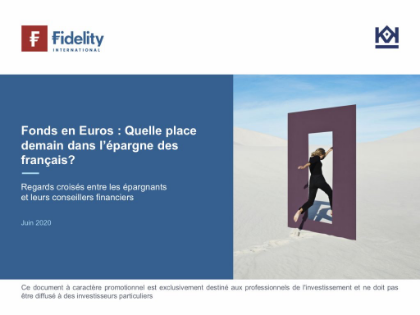 Fidelity
INTERNATIONAL
Fonds en Euros : Quelle place
demain dans l'épargne des
français?
Regards croisés entre les épargnants
et leurs conseillers financiers
Juin 2020
Ce document à caractère promotionnel est exclusivement destiné aux professionnels de l'investissement et ne doit pas
être diffusé à des investisseurs particuliers